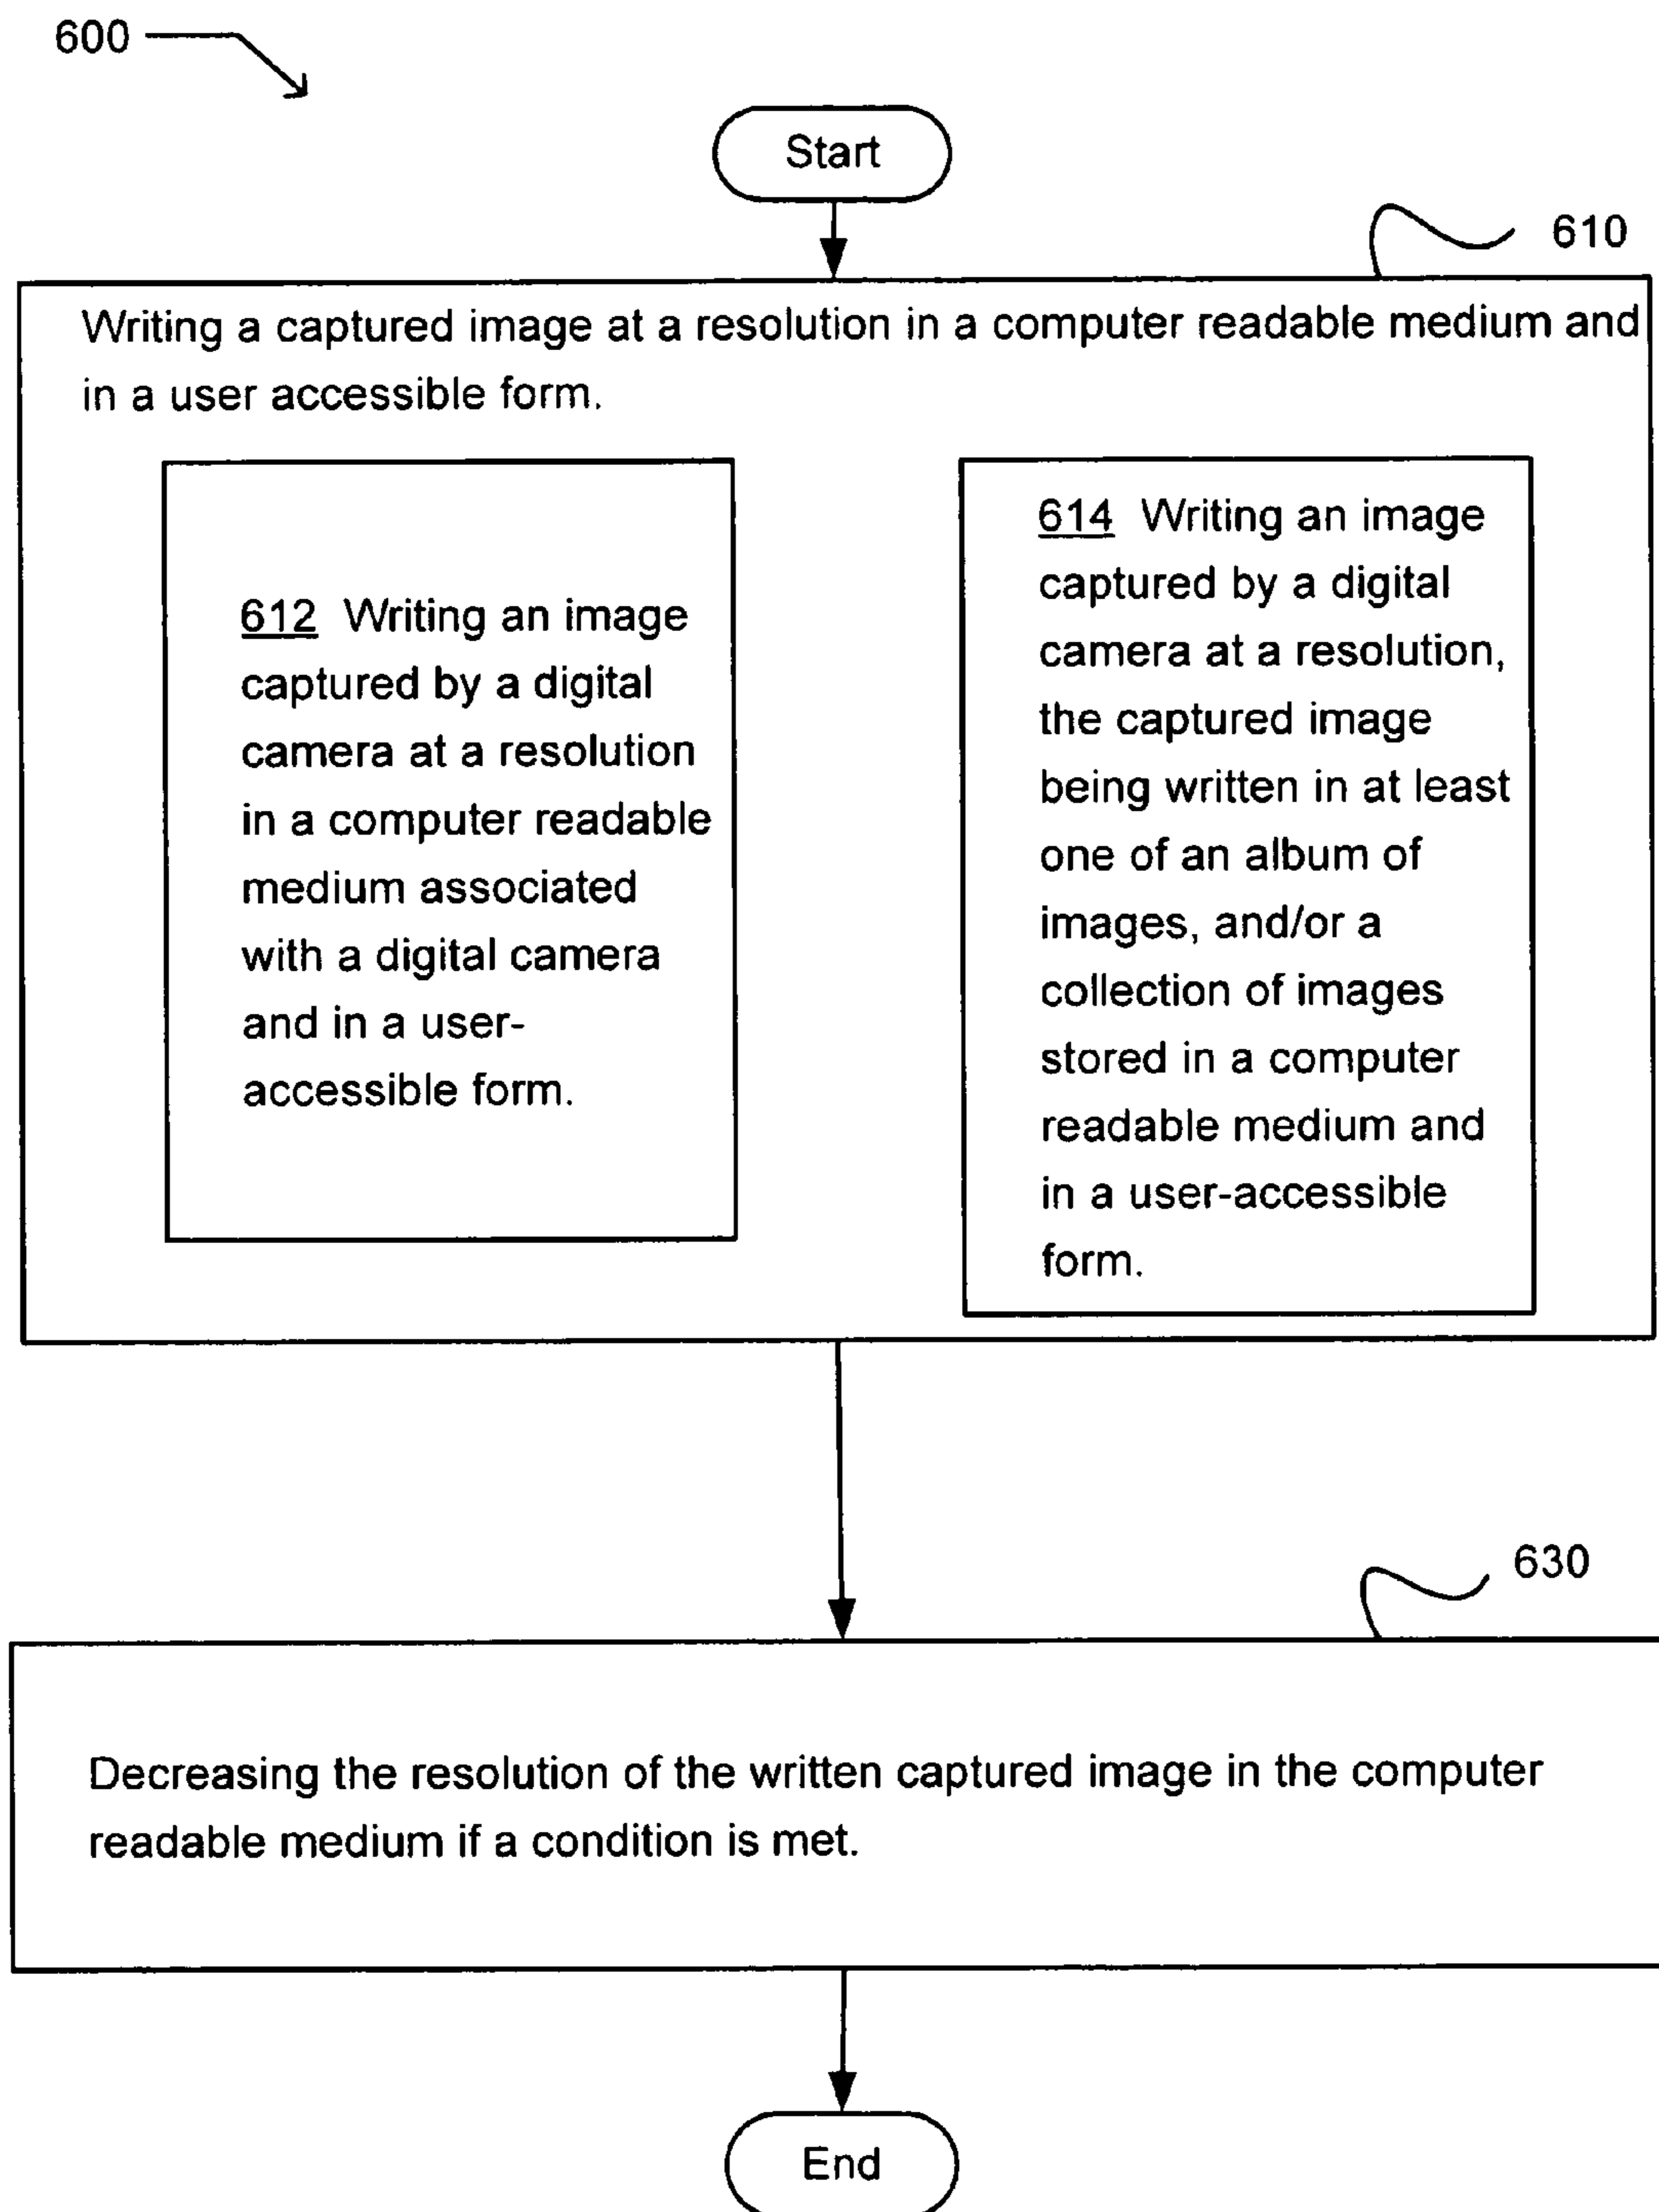 600
Start
610
Writing a captured image at a resolution in a computer readable medium and
in a user accessible form.
612 Writing an image
captured by a digital
camera at a resolution
in a computer readable
medium associated
with a digital camera
and in a user-
accessible form.
614 Writing an image
captured by a digital
camera at a resolution,
the captured image
being written in at least
one of an album of
images, and/or a
collection of images
stored in a computer
readable medium and
in a user-accessible
form.
630
Decreasing the resolution of the written captured image in the computer
readable medium if a condition is met.
End